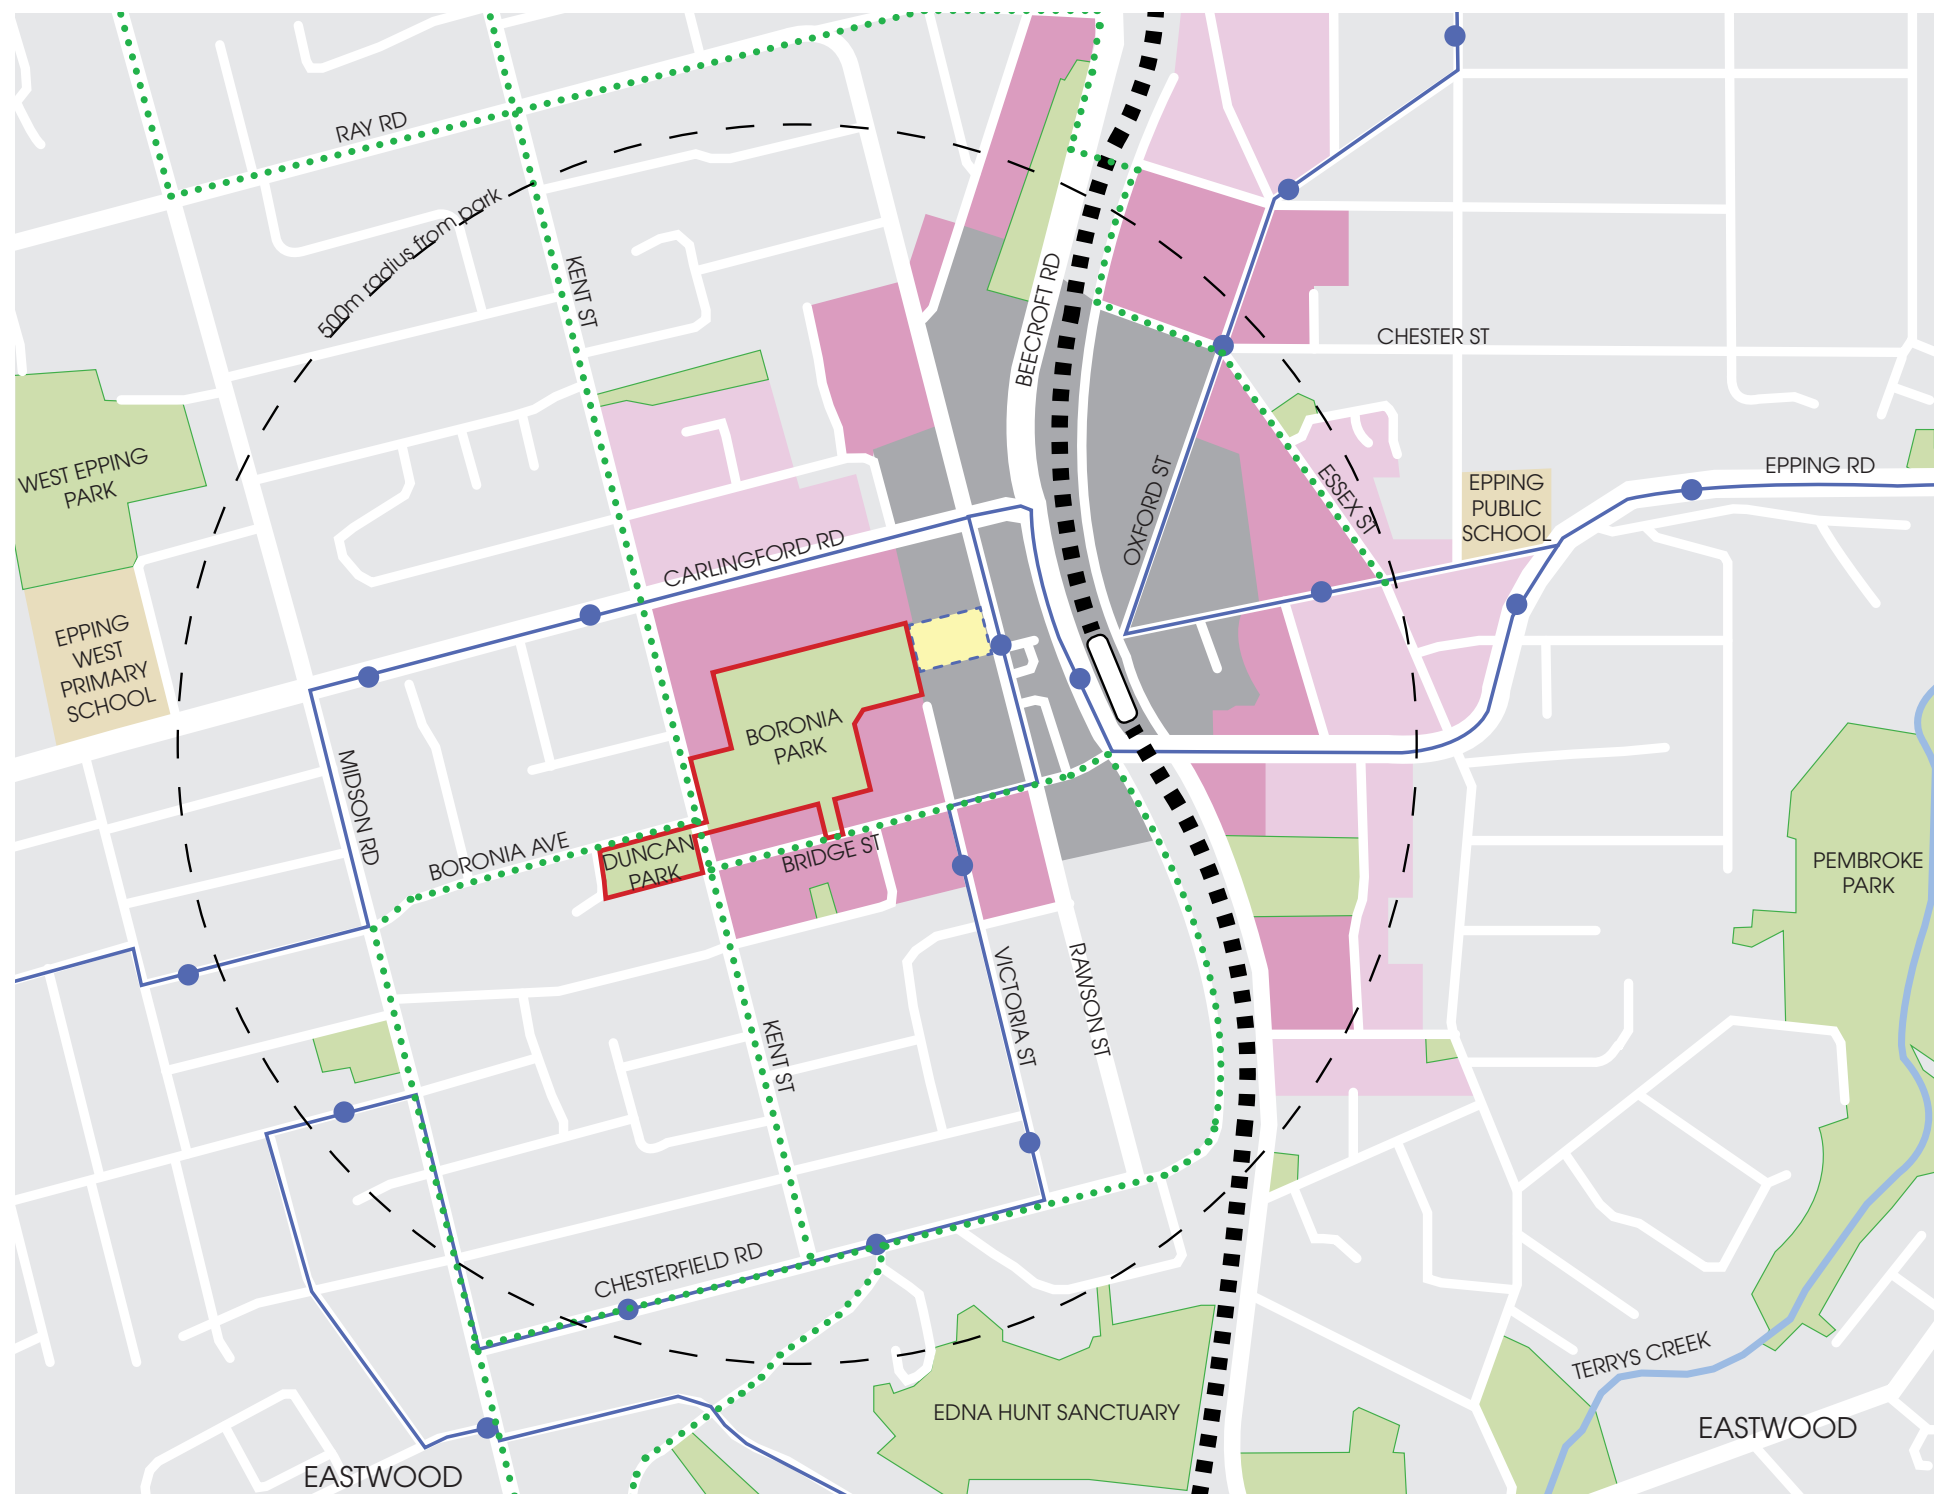 RAY RD
500m radius from park
KENT ST
BEECROFT RD
CHESTER ST
WEST EPPING
PARK
EPPING RD
EPPING
PUBLIC
SCHOOL
ESSEX ST
OXFORD ST
CARLINGFORD RD
EPPING
WEST
PRIMARY
SCHOOL
BORONIA
PARK
MIDSON RD
BORONIA AVE
DUNCAN
PARK
BRIDGE ST
PEMBROKE
PARK
VICTORIA ST
RAWSON ST
KENT ST
CHESTERFIELD RD
TERRYS CREEK
EDNA HUNT SANCTUARY
EASTWOOD
EASTWOOD